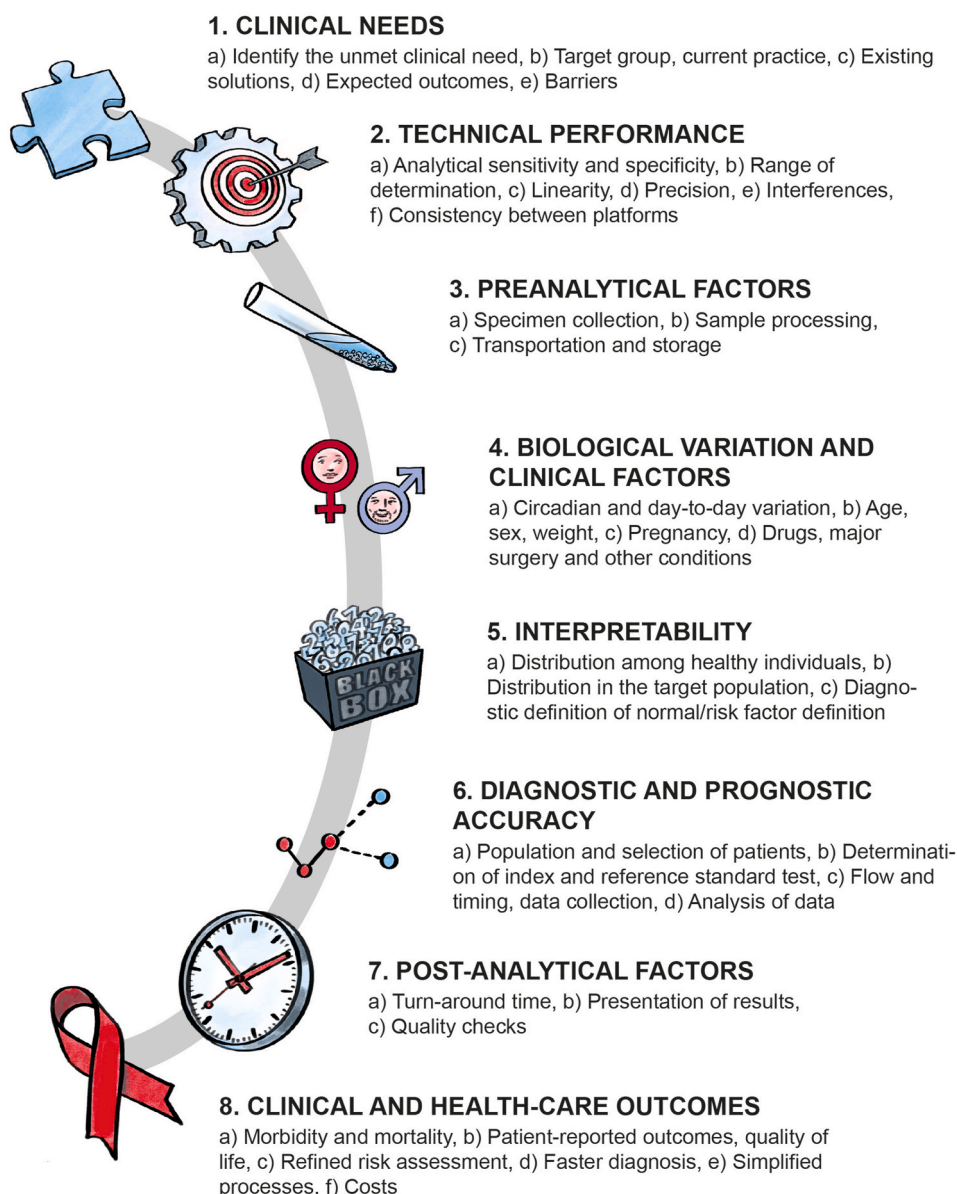 1. CLINICAL NEEDS
a) Identify the unmet clinical need, b) Target group, current practice, c) Existing
solutions, d) Expected outcomes, e) Barriers
2. TECHNICAL PERFORMANCE
a) Analytical sensitivity and specificity, b) Range of
determination, c) Linearity, d) Precision, e) Interferences,
f) Consistency between platforms
3. PREANALYTICAL FACTORS
a) Specimen collection, b) Sample processing,
c) Transportation and storage
4. BIOLOGICAL VARIATION AND
CLINICAL FACTORS
a) Circadian and day-to-day variation, b) Age,
sex, weight, c) Pregnancy, d) Drugs, major
surgery and other conditions
BLACK
BOX
5. INTERPRETABILITY
a) Distribution among healthy individuals, b)
Distribution in the target population, c) Diagno-
stic definition of normal/risk factor definition
6. DIAGNOSTIC AND PROGNOSTIC
ACCURACY
a) Population and selection of patients, b) Determinati-
on of index and reference standard test, c) Flow and
timing, data collection, d) Analysis of data
7. POST-ANALYTICAL FACTORS
a) Turn-around time, b) Presentation of results,
c) Quality checks
8. CLINICAL AND HEALTH-CARE OUTCOMES
a) Morbidity and mortality, b) Patient-reported outcomes, quality of
life, c) Refined risk assessment, d) Faster diagnosis, e) Simplified
processes, f) Costs